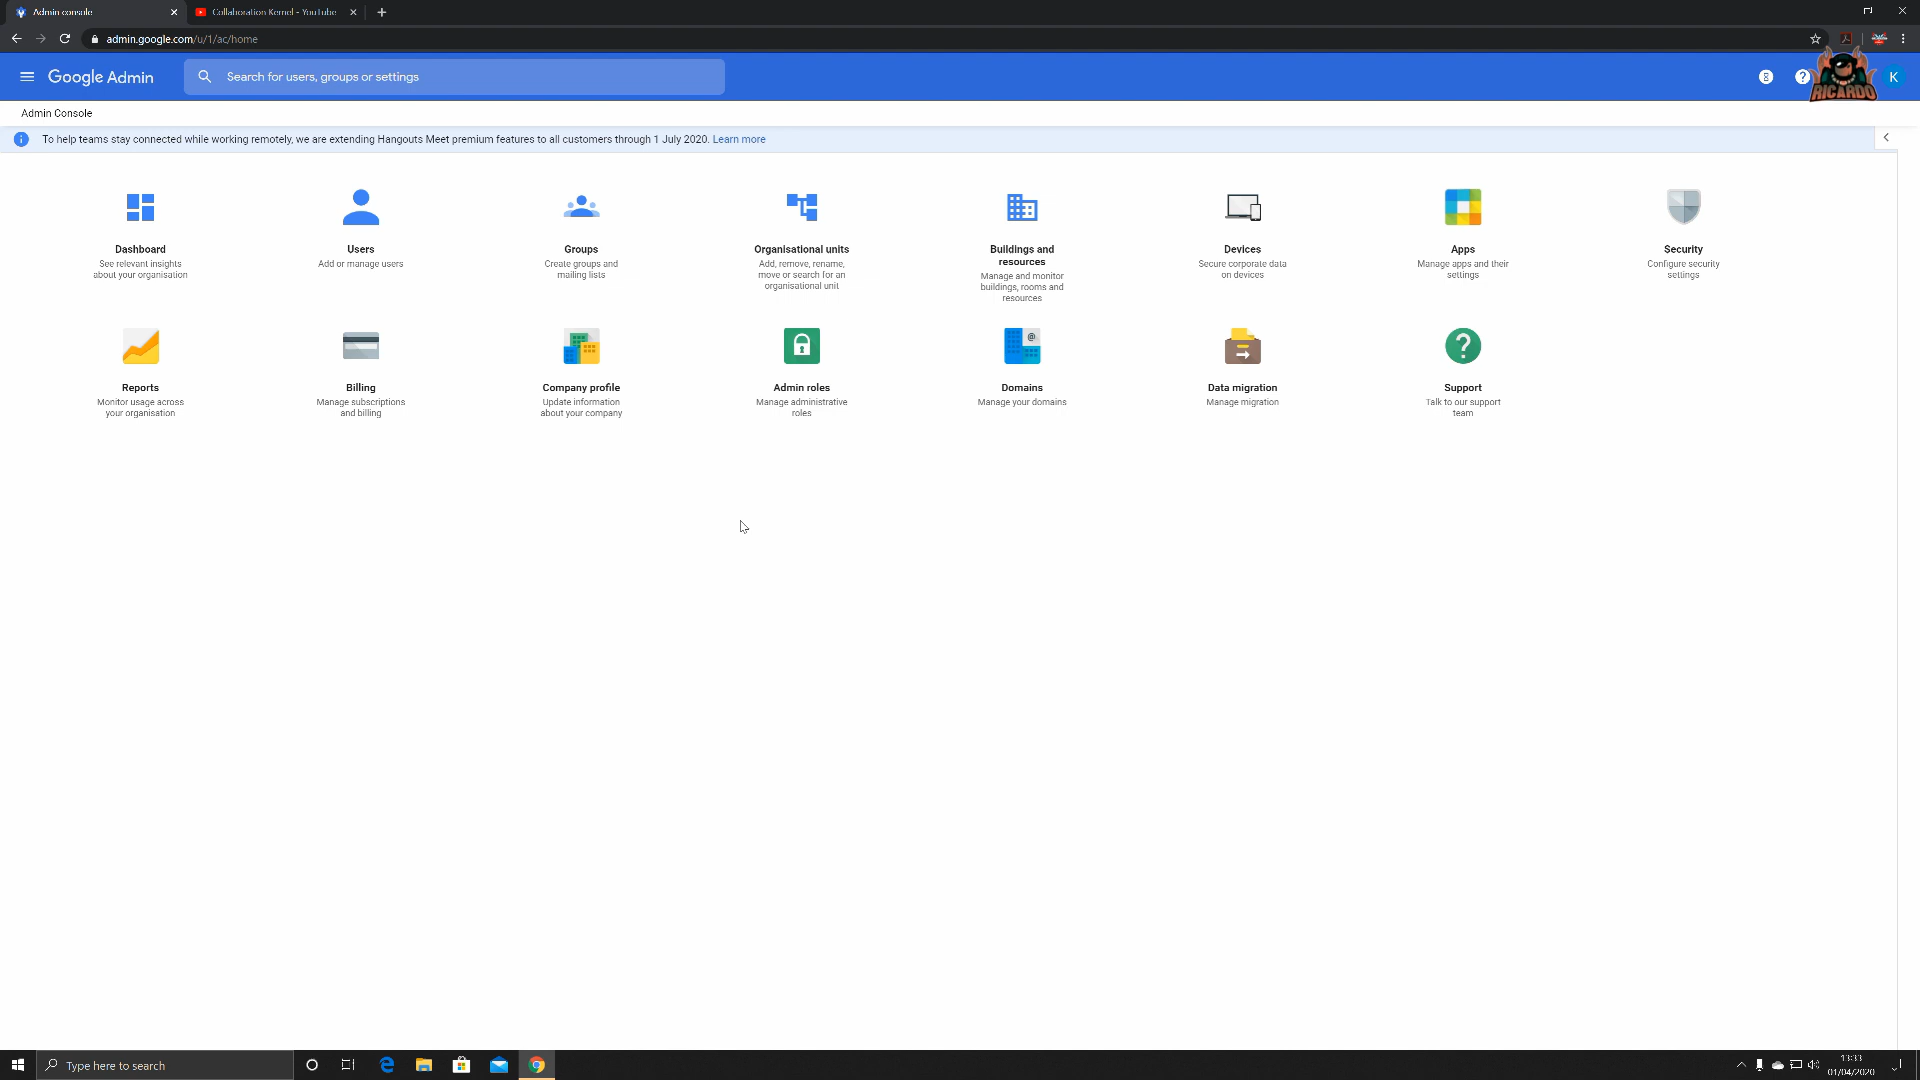 Admin console
Collaboration Kernel - YouTube
admin.google.com/u/1/ac/home
Google Admin
Search for users, groups or settings
RICARDO
K
Admin Console
To help teams stay connected while working remotely, we are extending Hangouts Meet premium features to all customers through 1 July 2020. Learn more
Dashboard
See relevant insights
about your organisation
Users
Add or manage users
Groups
Create groups and
mailing lists
Organisational units
Add, remove, rename,
move or search for an
organisational unit
Buildings and
resources
Manage and monitor
buildings, rooms and
resources
Devices
Secure corporate data
on devices
Apps
Manage apps and their
settings
Security
Configure security
settings
Reports
Monitor usage across
your organisation
Billing
Manage subscriptions
and billing
Company profile
Update information
about your company
Admin roles
Manage administrative
roles
Domains
Manage your domains
Data migration
Manage migration
Support
Talk to our support
team
Type here to search
13:33
01/04/2020